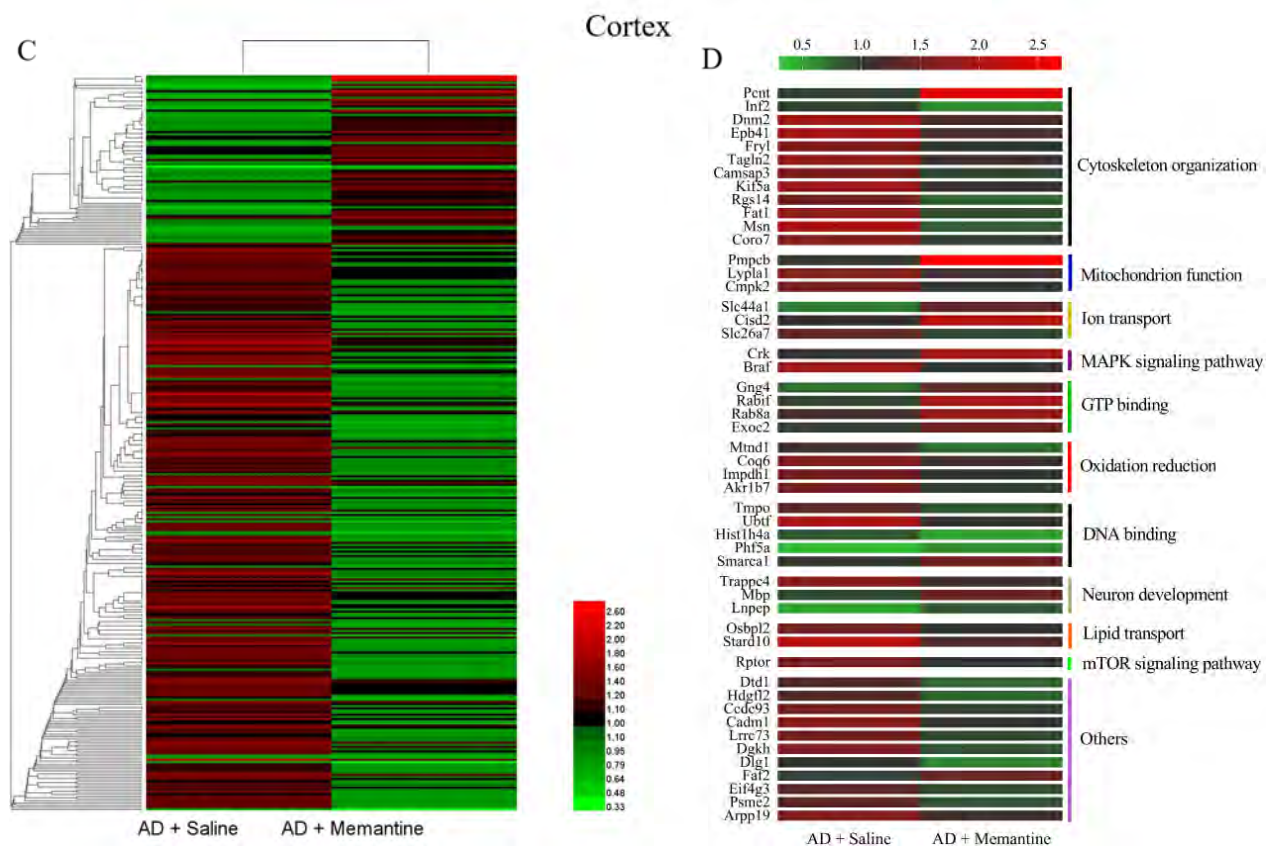 Cortex
C
2.60
2.20
2.00
1.80
1.60
1.40
1.20
1.10
1.00
1.10
0.95
0.79
0.64
0.48
0.33
AD + Saline
AD + Memantine
D
0.5
1.0
1.5
2.0
2.5
Pcnt
Inf2
Dnm2
Epb41
Fryl
Tagln2
Camsap3
Kif5a
Rgs14
Fat1
Msn
Coro7
Cytoskeleton organization
Pmpcb
Lypla1
Cmpk2
Mitochondrion function
Slc44a1
Cisd2
Slc26a7
Ion transport
Crk
Braf
MAPK signaling pathway
Gng4
Rabif
Rab8a
Exoc2
GTP binding
Mtnd1
Coq6
Impdh1
Akr1b7
Oxidation reduction
Tmpo
Ubtf
Hist1h4a
Phf5a
Smarca1
DNA binding
Trappc4
Mbp
Lnpep
Neuron development
Osbpl2
Stard10
Lipid transport
Rptor
mTOR signaling pathway
Dtd1
Hdgfl2
Ccdc93
Cadm1
Lrrc73
Dgkh
Dlg1
Faf2
Eif4g3
Psme2
Arpp19
Others
AD + Saline
AD + Memantine